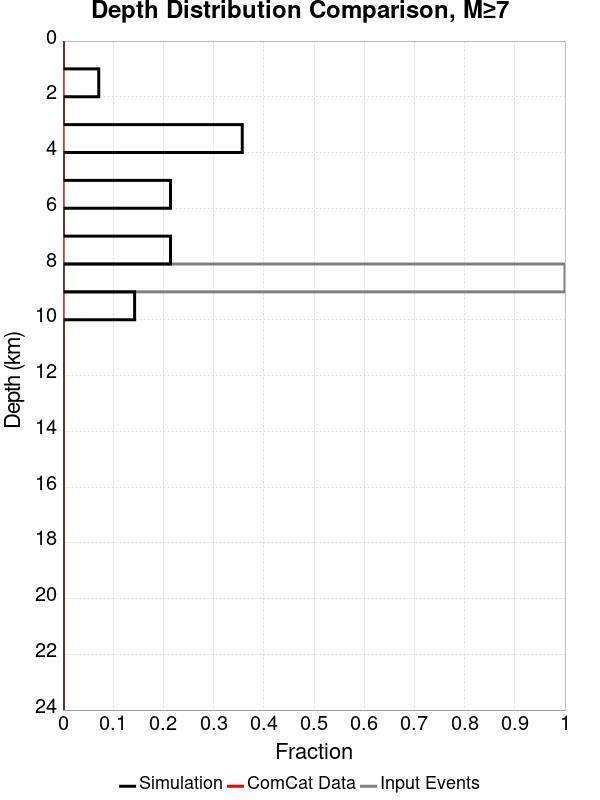 Depth Distribution Comparison, M≥7
0
2
4
6
8
10
12
14
16
18
20
22
24
Depth (km)
0 0.1 0.2 0.3 0.4 0.5 0.6 0.7 0.8 0.9 1
Fraction
Simulation ComCat Data Input Events